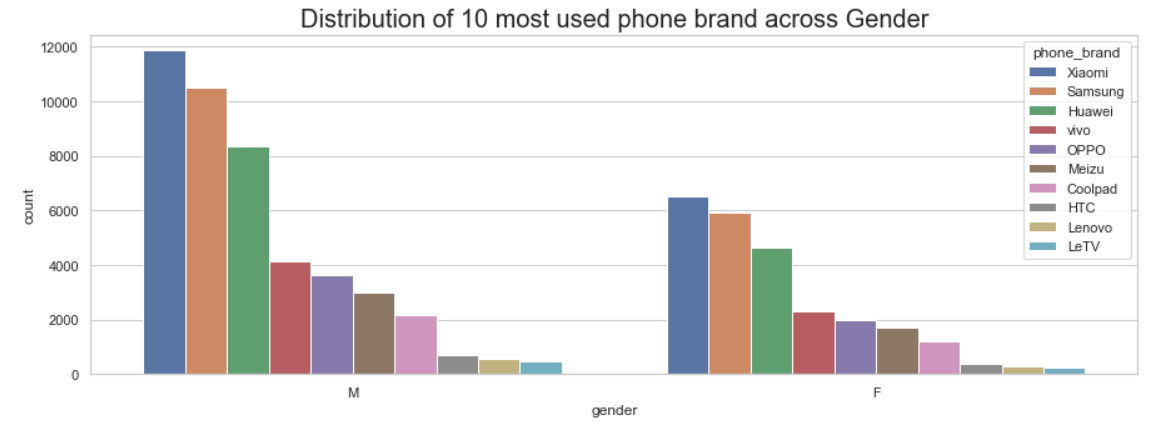 Distribution of 10 most used phone brand across Gender
12000
10000
8000
6000
4000
2000
0
count
M
F
gender
phone_brand
Xiaomi
Samsung
Huawei
vivo
OPPO
Meizu
Coolpad
HTC
Lenovo
LeTV